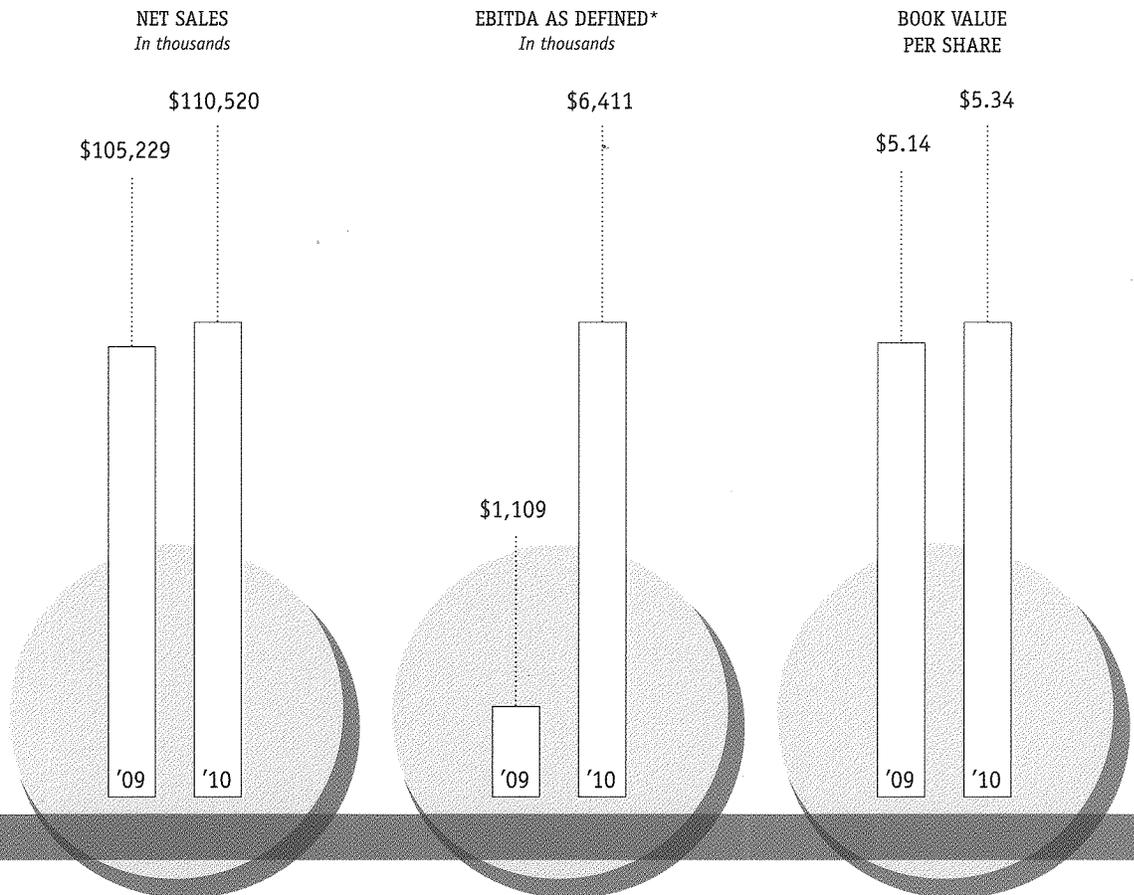 NET SALES
In thousands
$110,520
$105,229
'09
'10
EBITDA AS DEFINED*
In thousands
$6,411
$1,109
'09
'10
BOOK VALUE
PER SHARE
$5.34
$5.14
'09
'10